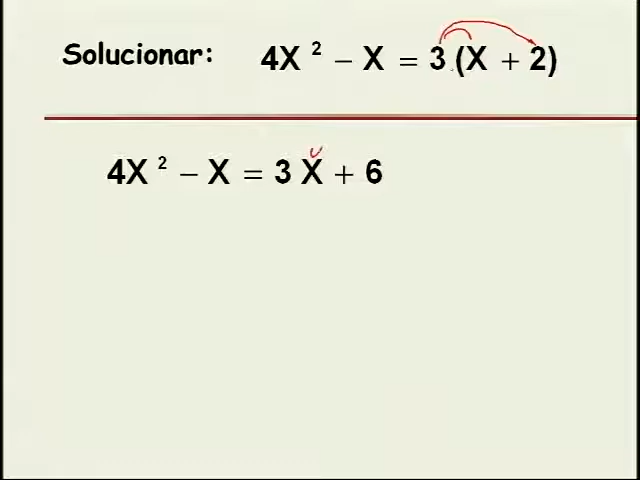 Solucionar: 4X² − X = 3 (X + 2)
4X² − X = 3 X + 6